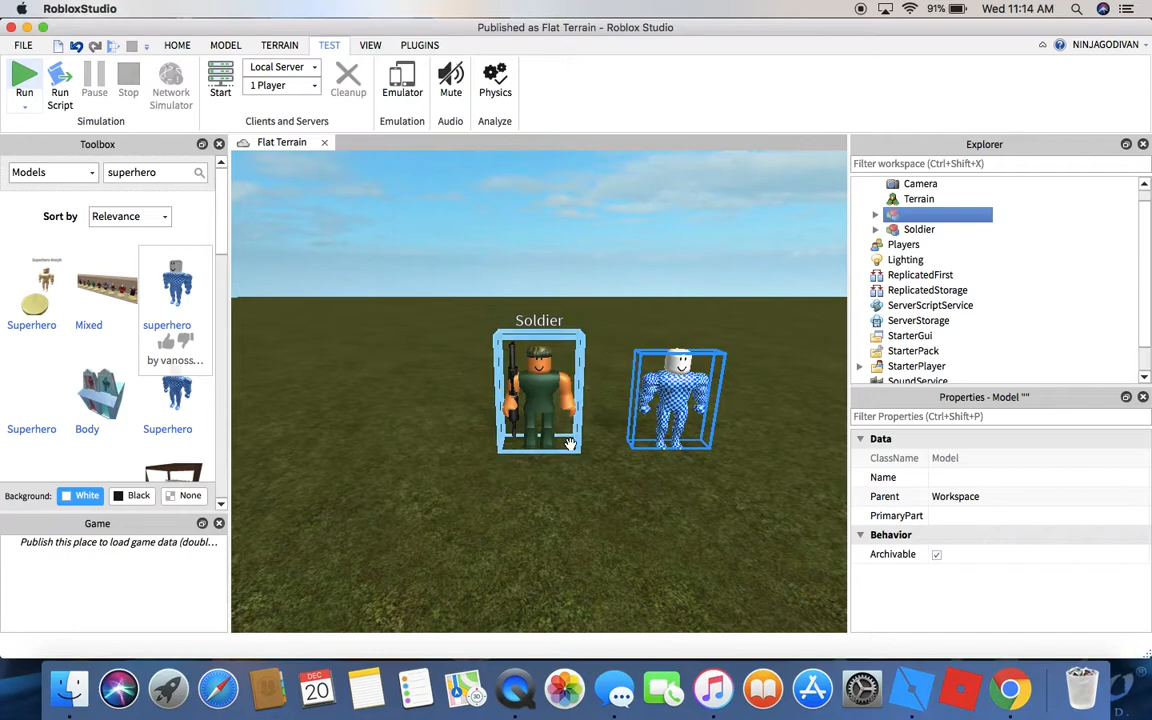 RobloxStudio
91%
Wed 11:14 AM
Published as Flat Terrain - Roblox Studio
FILE
HOME
MODEL
TERRAIN
TEST
VIEW
PLUGINS
NINJAGODIVAN
Run
Run
Script
Pause
Stop
Network
Simulator
Start
Local Server
1 Player
Cleanup
Emulator
Mute
Physics
Simulation
Clients and Servers
Emulation
Audio
Analyze
Toolbox
Models
superhero
Sort by
Relevance
Superhero
Mixed
superhero
by vanoss...
Superhero
Body
Superhero
Background:
White
Black
None
Game
Publish this place to load game data (doubl...
Flat Terrain
Soldier
Explorer
Filter workspace (Ctrl+Shift+X)
Camera
Terrain
Soldier
Players
Lighting
ReplicatedFirst
ReplicatedStorage
ServerScriptService
ServerStorage
StarterGui
StarterPack
StarterPlayer
SoundService
Properties - Model ""
Filter Properties (Ctrl+Shift+P)
Data
ClassName
Model
Name
Parent
Workspace
PrimaryPart
Behavior
Archivable
DEC
20